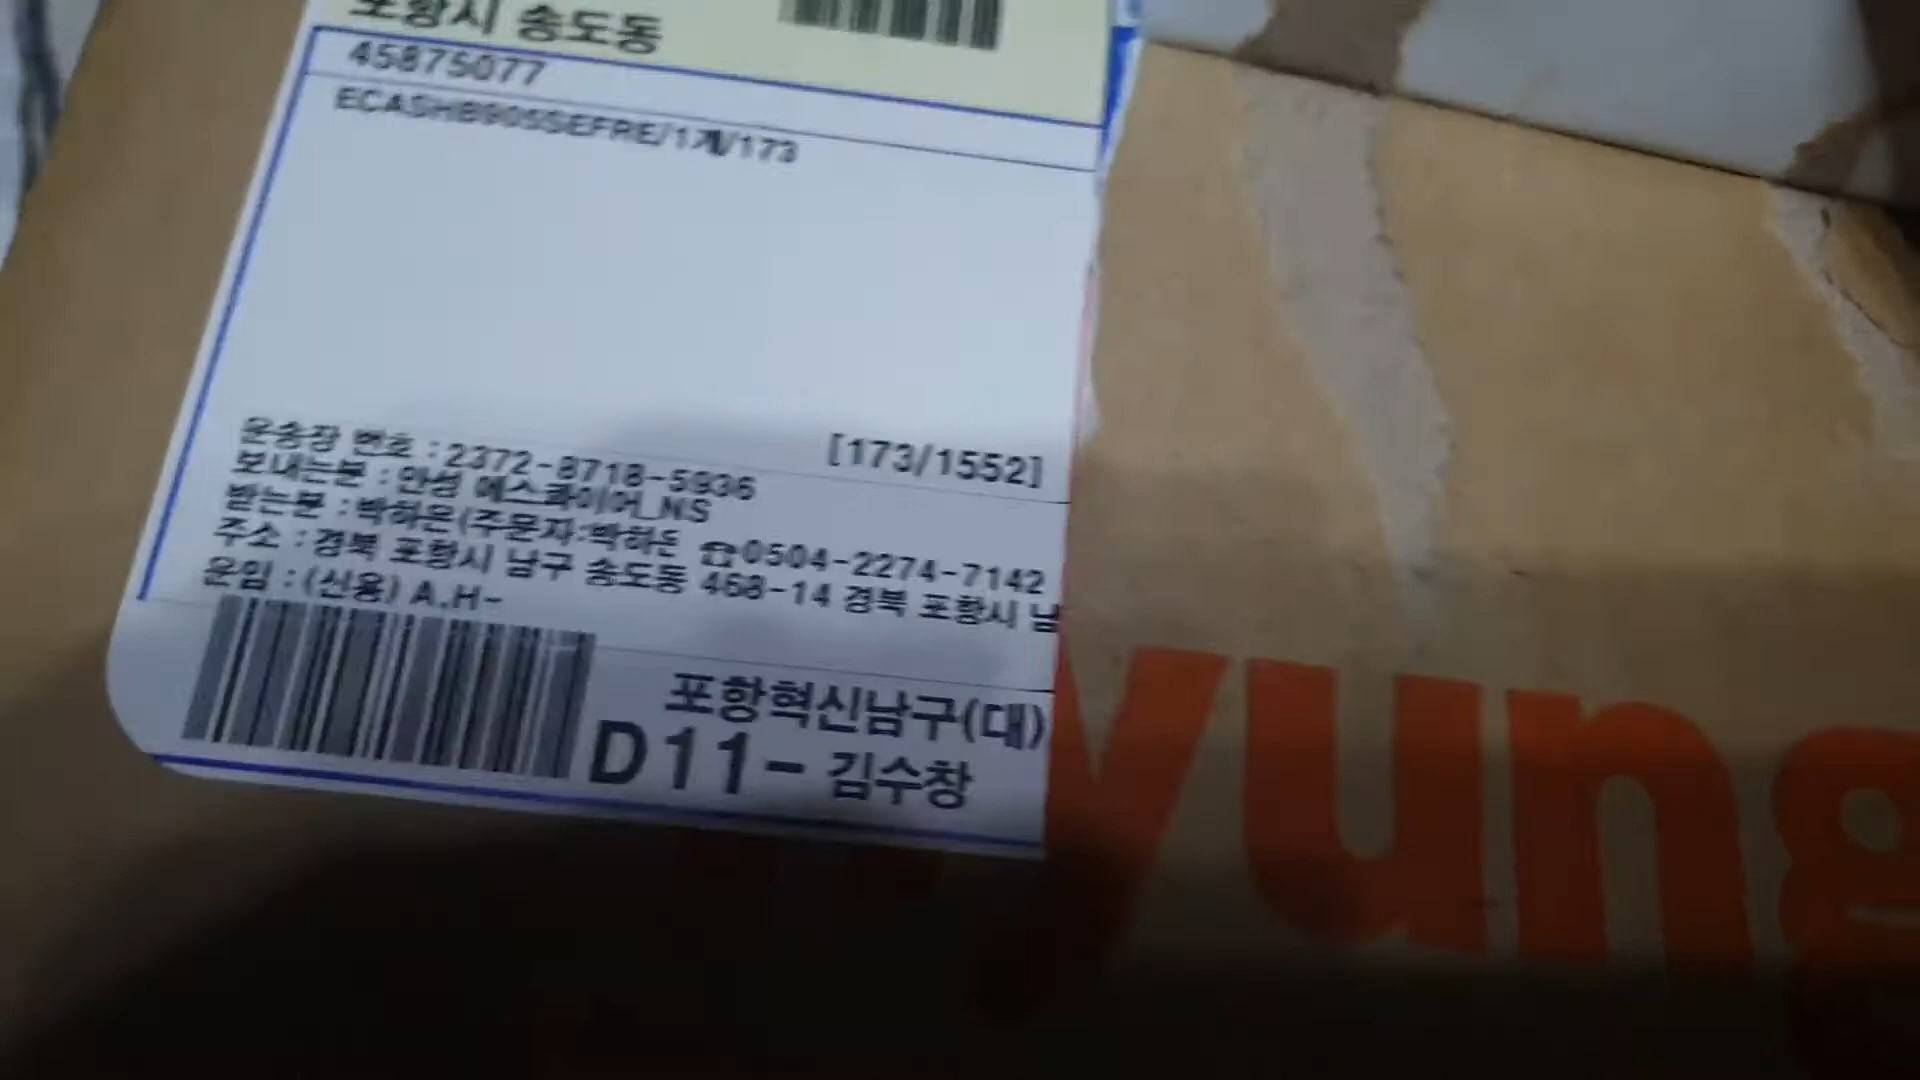 포항시 송도동
45875077
ECASHB905SEFRE/1개/173
[173/1552]
운송장 번호 : 2372-8718-5936
보내는분 : 안성 에스콰이어_NS
받는분 : 박하은(주문자:박하은 ☎0504-2274-7142
주소 : 경북 포항시 남구 송도동 468-14 경북 포항시 남
운임 : (신용) A.H-
포항혁신남구(대)
D11- 김수창
yung